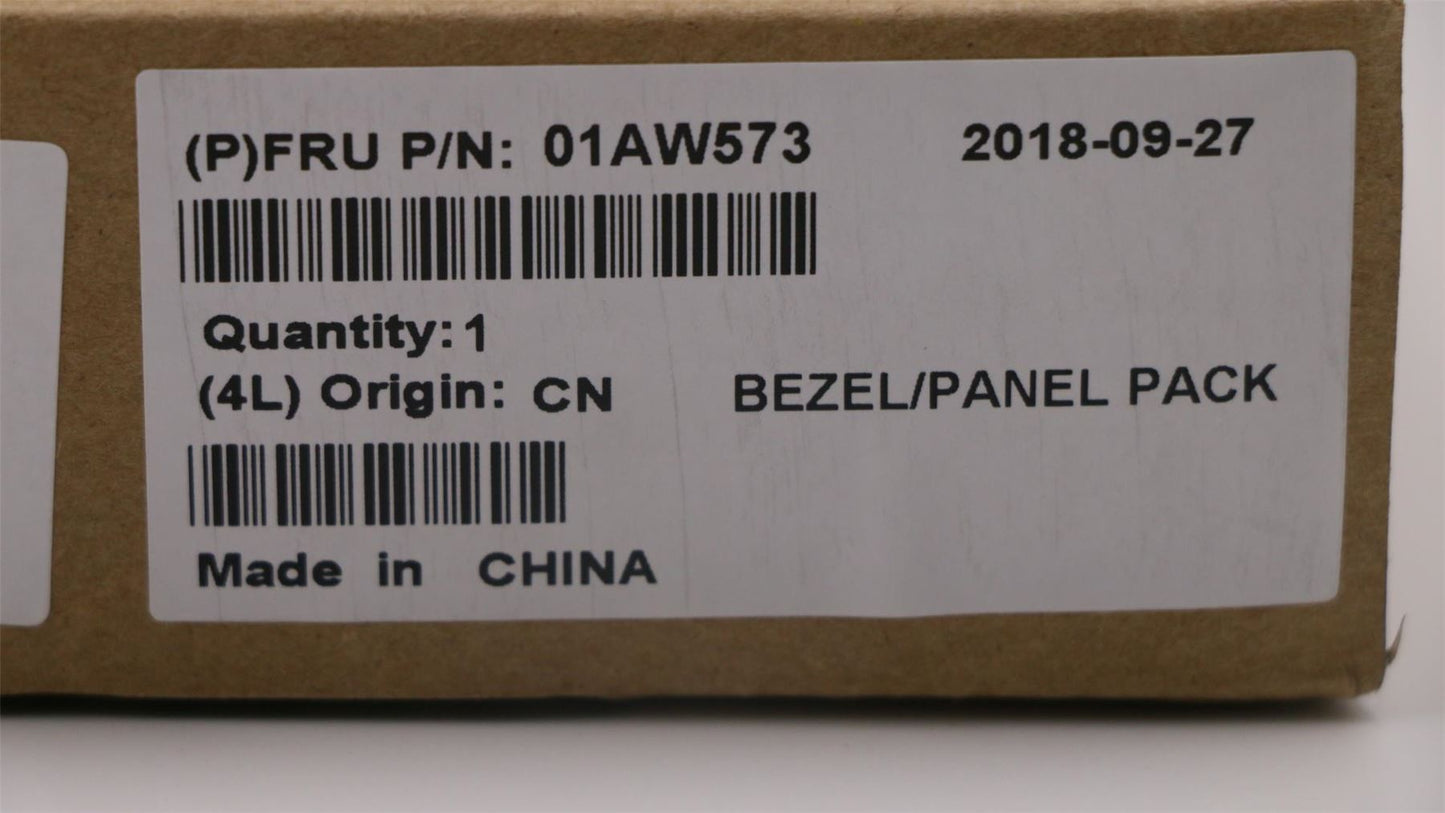 (P)FRU P/N: 01AW573 2018-09-27
Quantity: 1
(4L) Origin: CN BEZEL/PANEL PACK
Made in CHINA